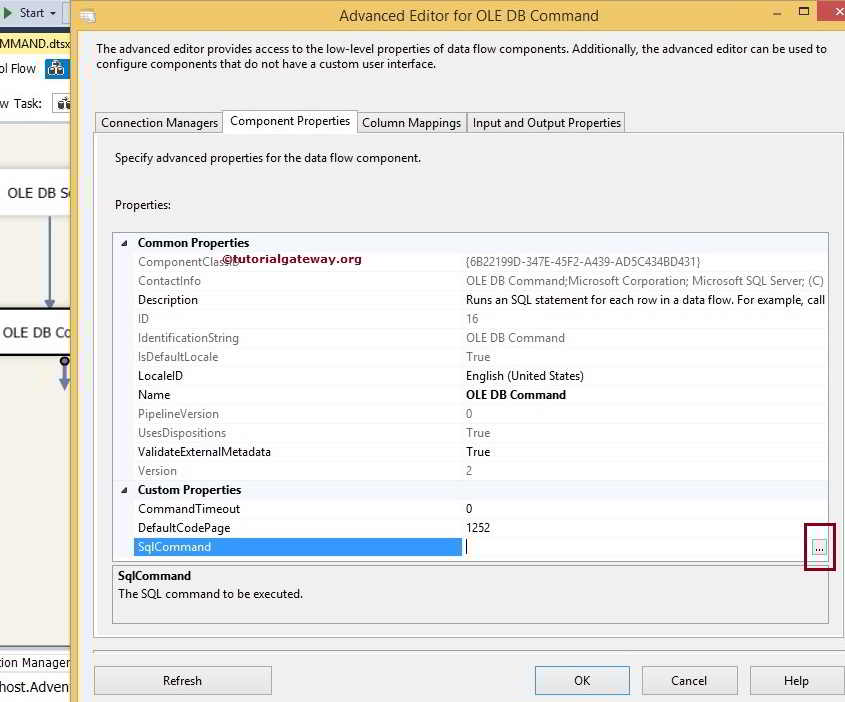 Start
Advanced Editor for OLE DB Command
MMAND.dtsx
The advanced editor provides access to the low-level properties of data flow components. Additionally, the advanced editor can be used to
configure components that do not have a custom user interface.
ol Flow
w Task:
Connection Managers Component Properties Column Mappings Input and Output Properties
Specify advanced properties for the data flow component.
OLE DB S
Properties:
Common Properties
ComponentClassID {6B22199D-347E-45F2-A439-AD5C434BD431}
©tutorialgateway.org
ContactInfo OLE DB Command;Microsoft Corporation; Microsoft SQL Server; (C)
Description Runs an SQL statement for each row in a data flow. For example, call
ID 16
OLE DB Co
IdentificationString OLE DB Command
IsDefaultLocale True
LocaleID English (United States)
Name OLE DB Command
PipelineVersion 0
UsesDispositions True
ValidateExternalMetadata True
Version 2
Custom Properties
CommandTimeout 0
DefaultCodePage 1252
SqlCommand ...
SqlCommand
The SQL command to be executed.
tion Manager
host.Adven
Refresh OK Cancel Help